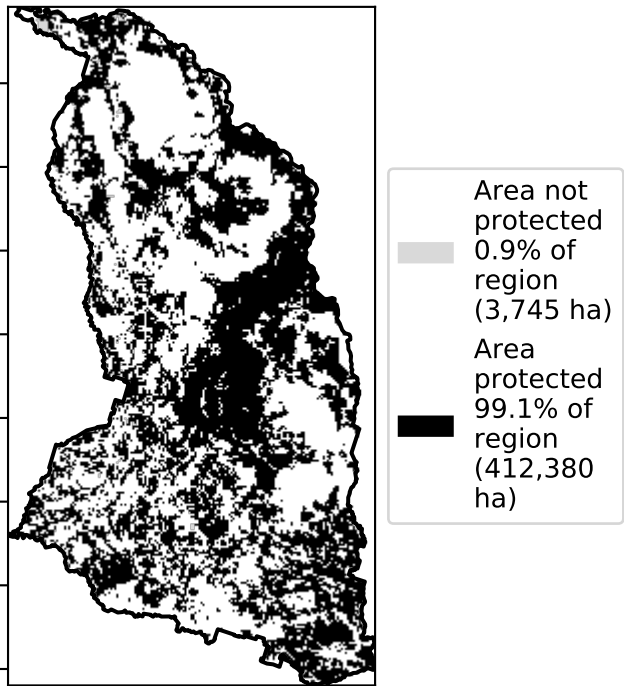 Area not
protected
0.9% of
region
(3,745 ha)
Area
protected
99.1% of
region
(412,380
ha)